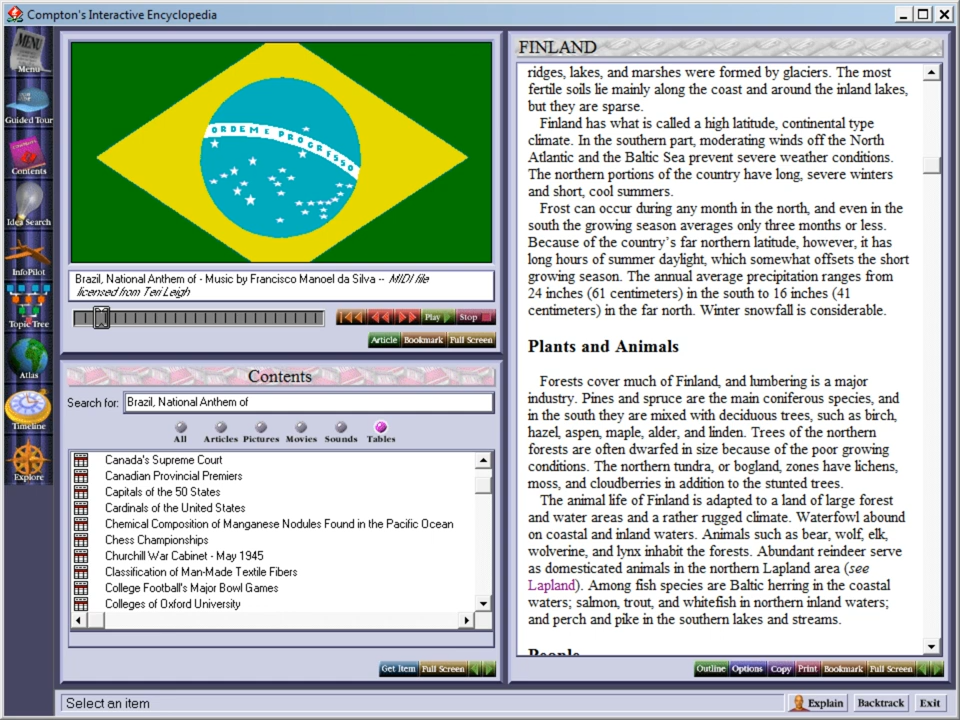 Compton's Interactive Encyclopedia
MENU
Menu
Guided Tour
Contents
Idea Search
InfoPilot
TopicTree
Atlas
Timeline
Explore
ORDEM E PROGRESSO
Brazil, National Anthem of - Music by Francisco Manoel da Silva -- MIDI file
licensed from Teri Leigh
Play
Stop
Article
Bookmark
Full Screen
Contents
Search for: Brazil, National Anthem of
All
Articles
Pictures
Movies
Sounds
Tables
Canada's Supreme Court
Canadian Provincial Premiers
Capitals of the 50 States
Cardinals of the United States
Chemical Composition of Manganese Nodules Found in the Pacific Ocean
Chess Championships
Churchill War Cabinet - May 1945
Classification of Man-Made Textile Fibers
College Football's Major Bowl Games
Colleges of Oxford University
Get Item
Full Screen
FINLAND
ridges, lakes, and marshes were formed by glaciers. The most
fertile soils lie mainly along the coast and around the inland lakes,
but they are sparse.
Finland has what is called a high latitude, continental type
climate. In the southern part, moderating winds off the North
Atlantic and the Baltic Sea prevent severe weather conditions.
The northern portions of the country have long, severe winters
and short, cool summers.
Frost can occur during any month in the north, and even in the
south the growing season averages only three months or less.
Because of the country's far northern latitude, however, it has
long hours of summer daylight, which somewhat offsets the short
growing season. The annual average precipitation ranges from
24 inches (61 centimeters) in the south to 16 inches (41
centimeters) in the far north. Winter snowfall is considerable.
Plants and Animals
Forests cover much of Finland, and lumbering is a major
industry. Pines and spruce are the main coniferous species, and
in the south they are mixed with deciduous trees, such as birch,
hazel, aspen, maple, alder, and linden. Trees of the northern
forests are often dwarfed in size because of the poor growing
conditions. The northern tundra, or bogland, zones have lichens,
moss, and cloudberries in addition to the stunted trees.
The animal life of Finland is adapted to a land of large forest
and water areas and a rather rugged climate. Waterfowl abound
on coastal and inland waters. Animals such as bear, wolf, elk,
wolverine, and lynx inhabit the forests. Abundant reindeer serve
as domesticated animals in the northern Lapland area (see
Lapland). Among fish species are Baltic herring in the coastal
waters; salmon, trout, and whitefish in northern inland waters;
and perch and pike in the southern lakes and streams.
People
Outline
Options
Copy
Print
Bookmark
Full Screen
Select an item
Explain
Backtrack
Exit